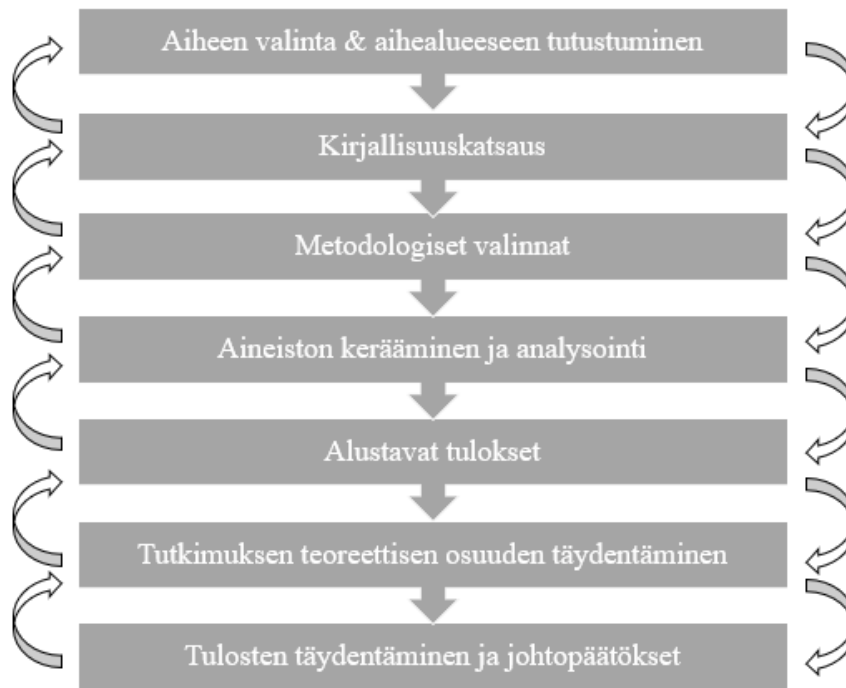 Aiheen valinta & aihealueeseen tutustuminen
Kirjallisuuskatsaus
Metodologiset valinnat
Aineiston kerääminen ja analysointi
Alustavat tulokset
Tutkimuksen teoreettisen osuuden täydentäminen
Tulosten täydentäminen ja johtopäätökset